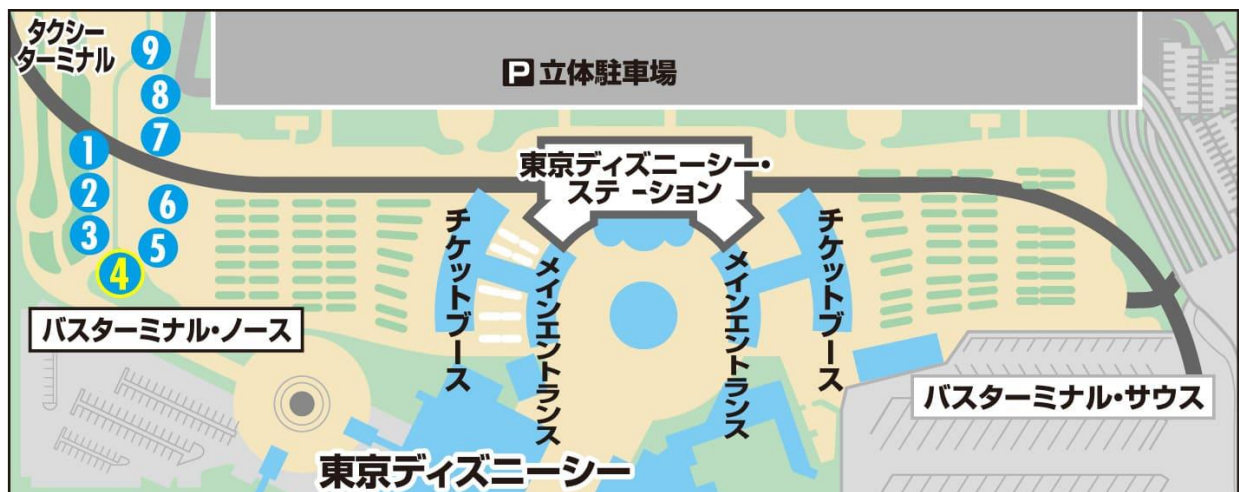 タクシー
ターミナル
9
8
7
1
2
3
4
5
6
P 立体駐車場
東京ディズニーシー・
ステーション
チケットブース
メインエントランス
メインエントランス
チケットブース
バスターミナル・ノース
バスターミナル・サウス
東京ディズニーシー